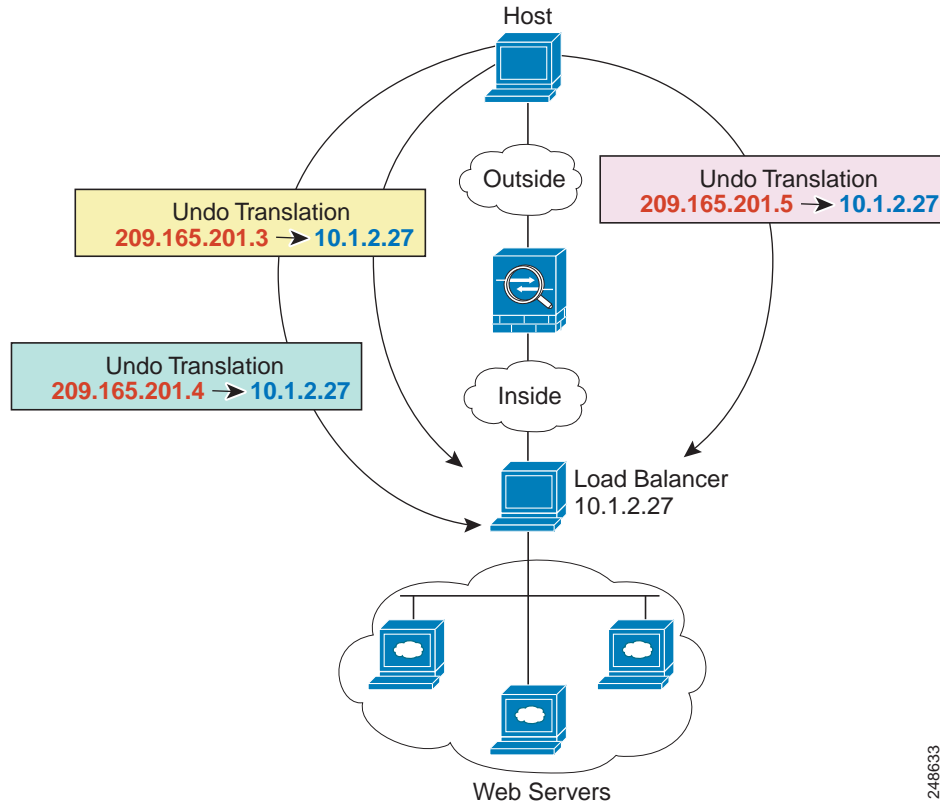 Host
Outside
Undo Translation
209.165.201.3 → 10.1.2.27
Undo Translation
209.165.201.5 → 10.1.2.27
Undo Translation
209.165.201.4 → 10.1.2.27
Inside
Load Balancer
10.1.2.27
Web Servers
248633